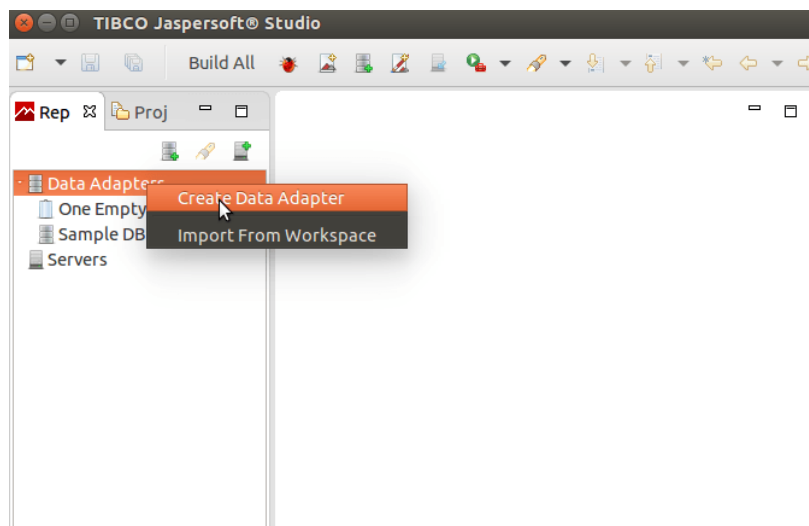 TIBCO Jaspersoft® Studio
Build All
Rep Proj
Data Adapters
Create Data Adapter
One Empty
Sample DB
Import From Workspace
Servers